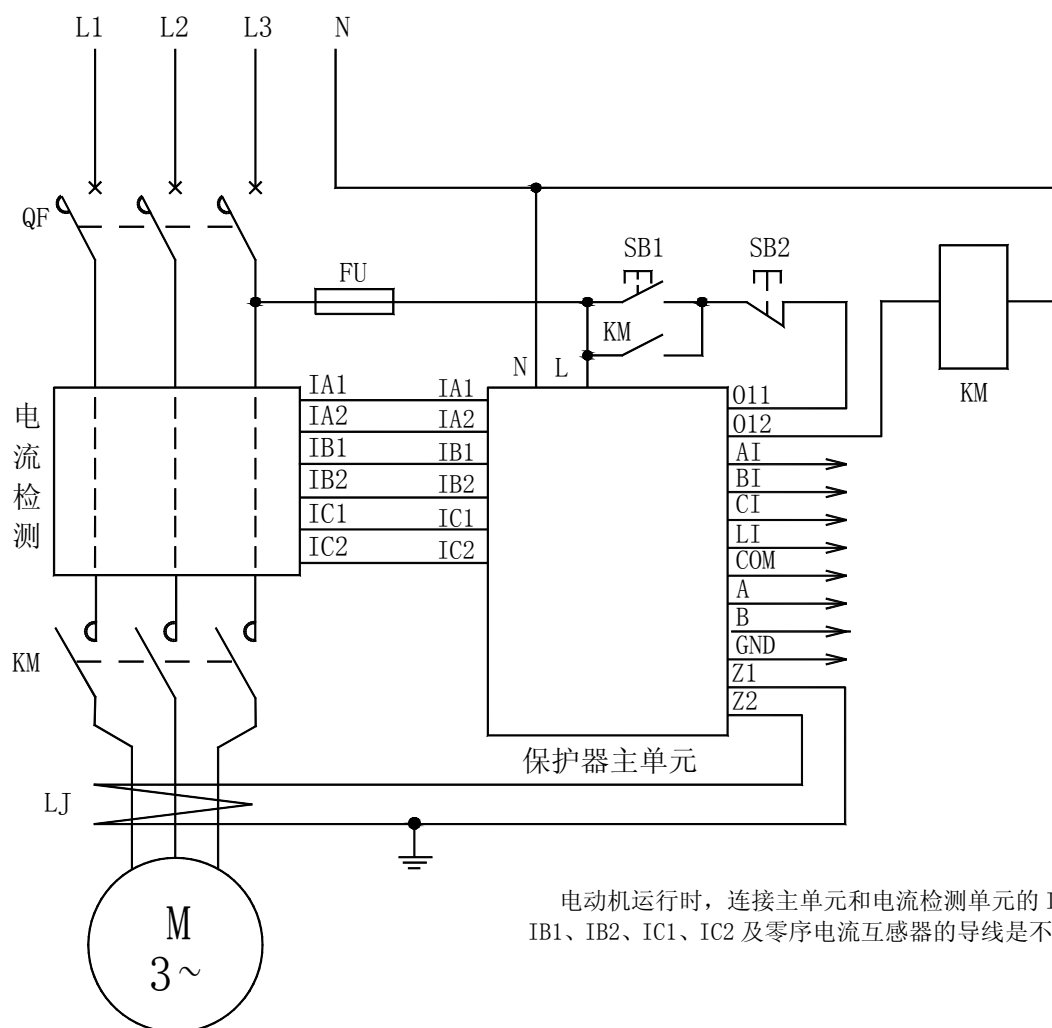 L1 L2 L3 N
QF
FU
SB1 SB2
KM
N L
KM
电流检测
IA1 IA1
IA2 IA2
IB1 IB1
IB2 IB2
IC1 IC1
IC2 IC2
O11
O12
AI
BI
CI
LI
COM
A
B
GND
Z1
Z2
KM
保护器主单元
LJ
M
3~
电动机运行时，连接主单元和电流检测单元的 I
IB1、IB2、IC1、IC2 及零序电流互感器的导线是不